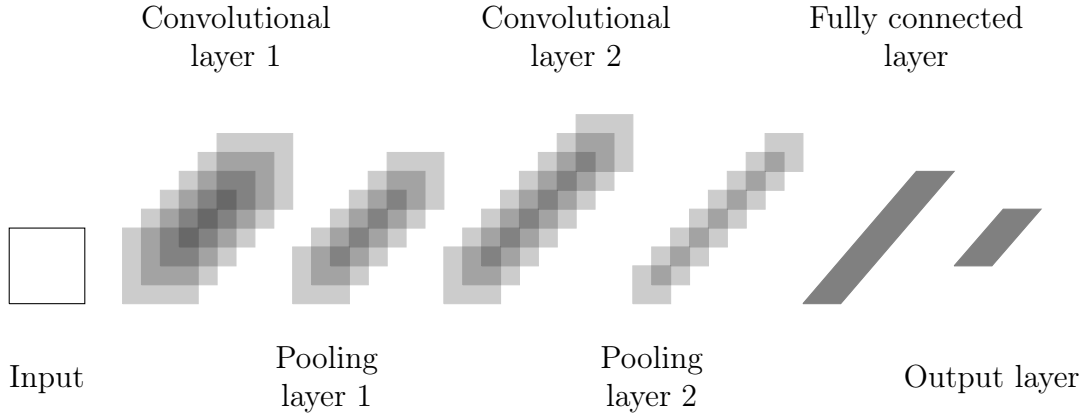 Convolutional
layer 1
Convolutional
layer 2
Fully connected
layer
Input
Pooling
layer 1
Pooling
layer 2
Output layer